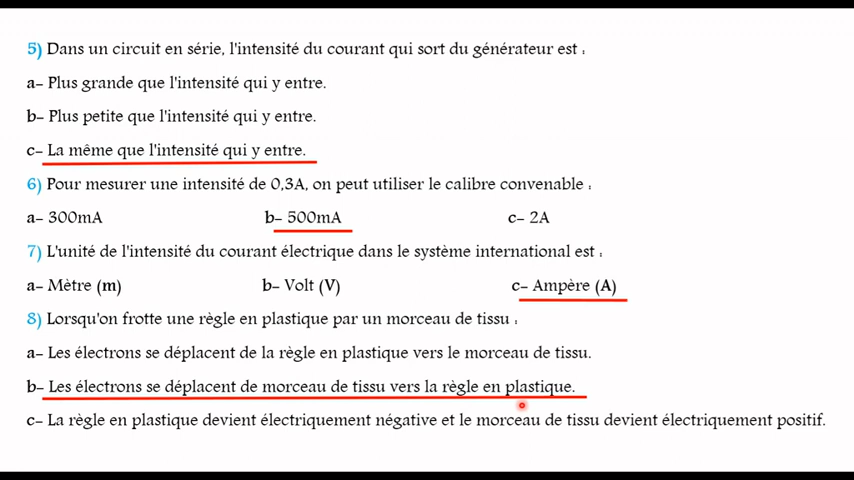 5) Dans un circuit en série, l'intensité du courant qui sort du générateur est :
a- Plus grande que l'intensité qui y entre.
b- Plus petite que l'intensité qui y entre.
c- La même que l'intensité qui y entre.
6) Pour mesurer une intensité de 0,3A, on peut utiliser le calibre convenable :
a- 300mA b- 500mA c- 2A
7) L'unité de l'intensité du courant électrique dans le système international est :
a- Mètre (m) b- Volt (V) c- Ampère (A)
8) Lorsqu'on frotte une règle en plastique par un morceau de tissu :
a- Les électrons se déplacent de la règle en plastique vers le morceau de tissu.
b- Les électrons se déplacent de morceau de tissu vers la règle en plastique.
c- La règle en plastique devient électriquement négative et le morceau de tissu devient électriquement positif.